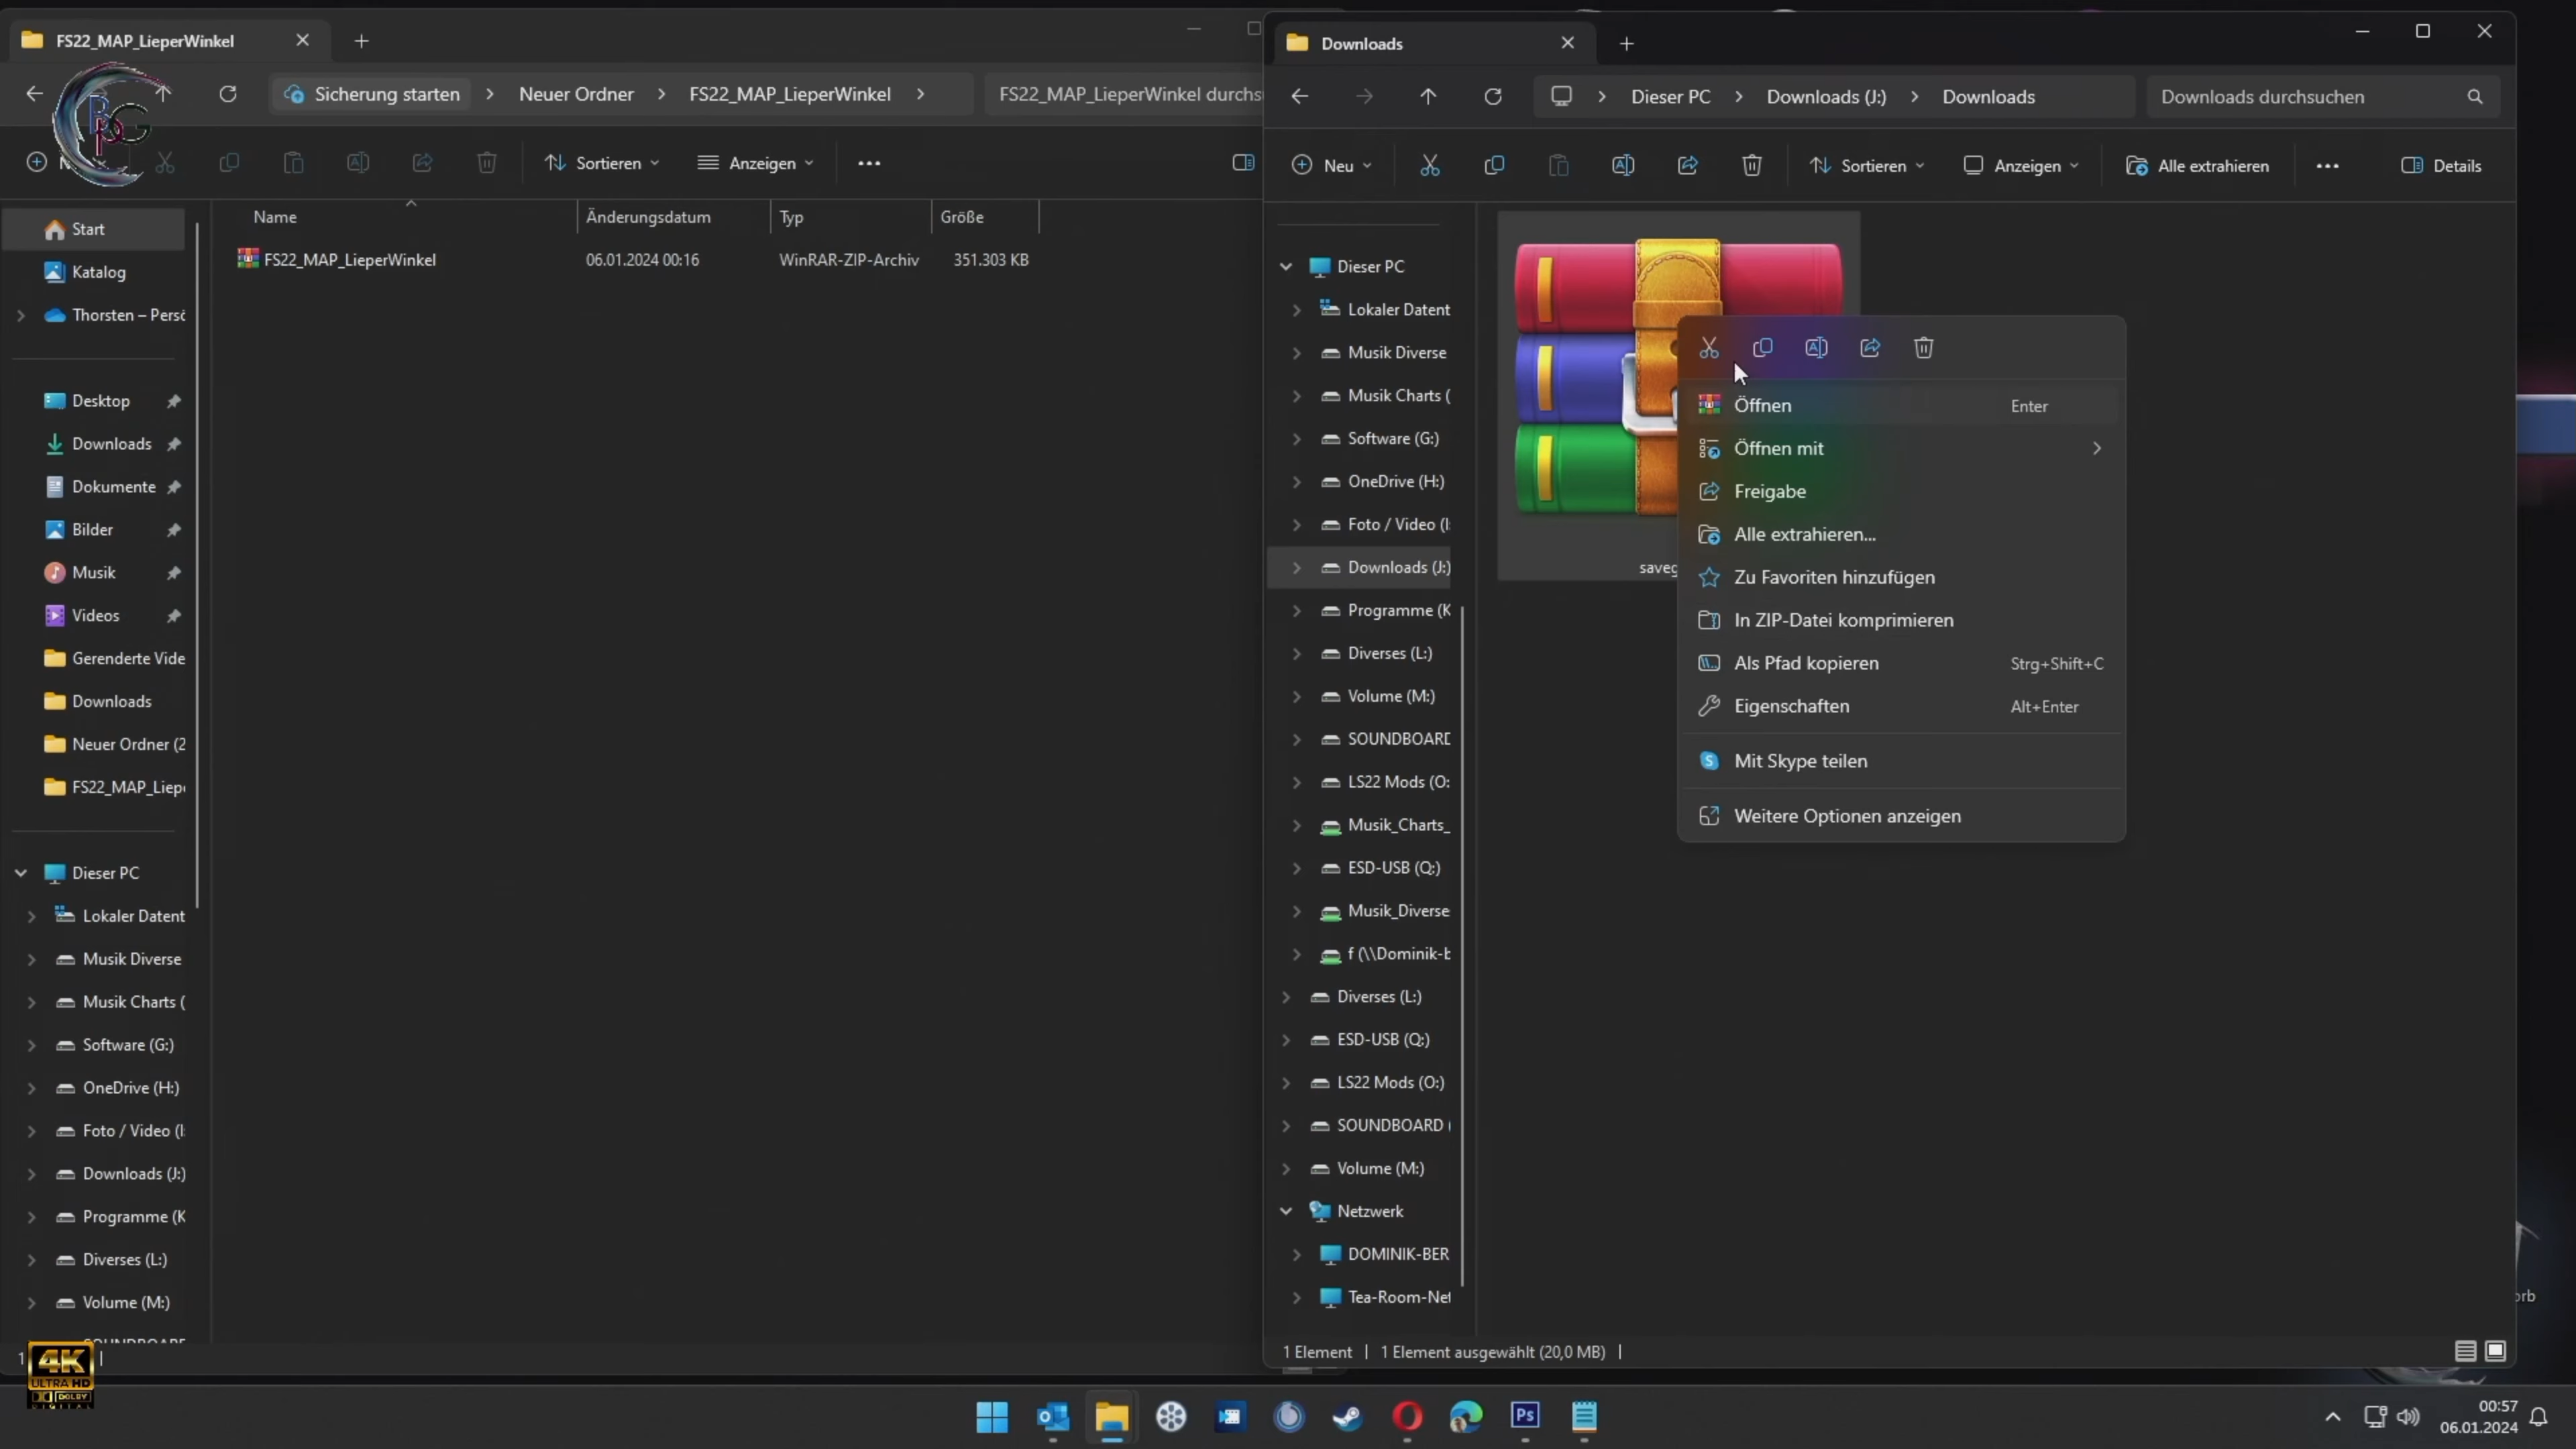 FS22_MAP_LieperWinkel
Sicherung starten
Neuer Ordner
FS22_MAP_LieperWinkel
FS22_MAP_LieperWinkel durchs
Sortieren
Anzeigen
Name
Änderungsdatum
Typ
Größe
FS22_MAP_LieperWinkel
06.01.2024 00:16
WinRAR-ZIP-Archiv
351.303 KB
Start
Katalog
Thorsten – Persö
Desktop
Downloads
Dokumente
Bilder
Musik
Videos
Gerenderte Vide
Downloads
Neuer Ordner (2
FS22_MAP_Liep
Dieser PC
Lokaler Datent
Musik Diverse
Musik Charts (
Software (G:)
OneDrive (H:)
Foto / Video (I:
Downloads (J:)
Programme (K
Diverses (L:)
Volume (M:)
4K
ULTRA HD
DOLBY
DIGITAL
Downloads
Dieser PC
Downloads (J:)
Downloads
Downloads durchsuchen
Neu
Sortieren
Anzeigen
Alle extrahieren
Details
Dieser PC
Lokaler Datent
Musik Diverse
Musik Charts (
Software (G:)
OneDrive (H:)
Foto / Video (I:
Downloads (J:)
Programme (K
Diverses (L:)
Volume (M:)
SOUNDBOARD
LS22 Mods (O:
Musik_Charts_
ESD-USB (Q:)
Musik_Diverse
f (\\Dominik-b
Diverses (L:)
ESD-USB (Q:)
LS22 Mods (O:)
SOUNDBOARD (
Volume (M:)
Netzwerk
DOMINIK-BER
Tea-Room-Net
saveg
Öffnen Enter
Öffnen mit
Freigabe
Alle extrahieren...
Zu Favoriten hinzufügen
In ZIP-Datei komprimieren
Als Pfad kopieren Strg+Shift+C
Eigenschaften Alt+Enter
Mit Skype teilen
Weitere Optionen anzeigen
1 Element
1 Element ausgewählt (20,0 MB)
Ps
00:57
06.01.2024